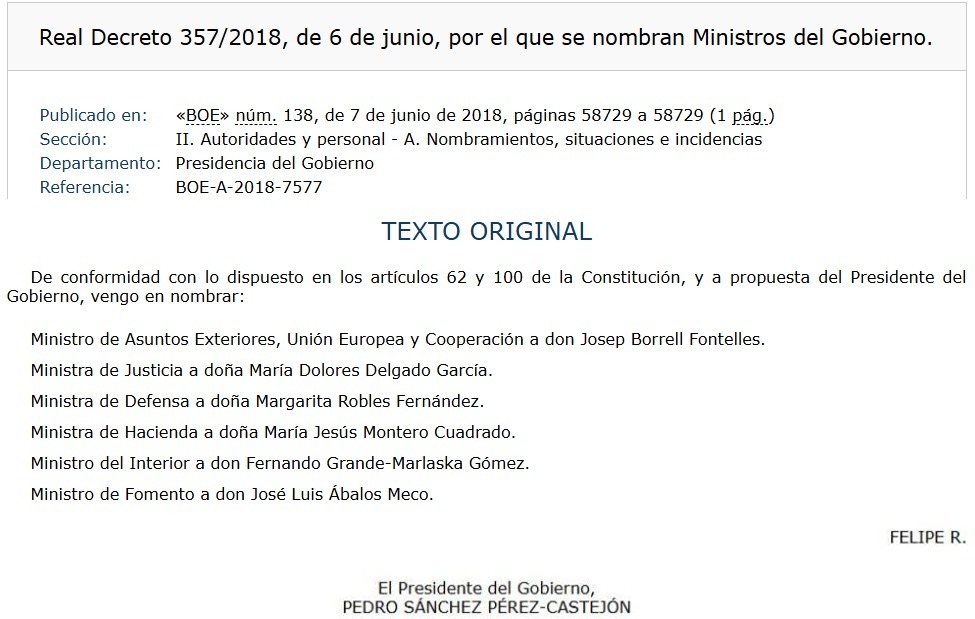 Real Decreto 357/2018, de 6 de junio, por el que se nombran Ministros del Gobierno.
Publicado en: «BOE» núm. 138, de 7 de junio de 2018, páginas 58729 a 58729 (1 pág.)
Sección: II. Autoridades y personal - A. Nombramientos, situaciones e incidencias
Departamento: Presidencia del Gobierno
Referencia: BOE-A-2018-7577
TEXTO ORIGINAL
De conformidad con lo dispuesto en los artículos 62 y 100 de la Constitución, y a propuesta del Presidente del
Gobierno, vengo en nombrar:
Ministro de Asuntos Exteriores, Unión Europea y Cooperación a don Josep Borrell Fontelles.
Ministra de Justicia a doña María Dolores Delgado García.
Ministra de Defensa a doña Margarita Robles Fernández.
Ministra de Hacienda a doña María Jesús Montero Cuadrado.
Ministro del Interior a don Fernando Grande-Marlaska Gómez.
Ministro de Fomento a don José Luis Ábalos Meco.
FELIPE R.
El Presidente del Gobierno,
PEDRO SÁNCHEZ PÉREZ-CASTEJÓN